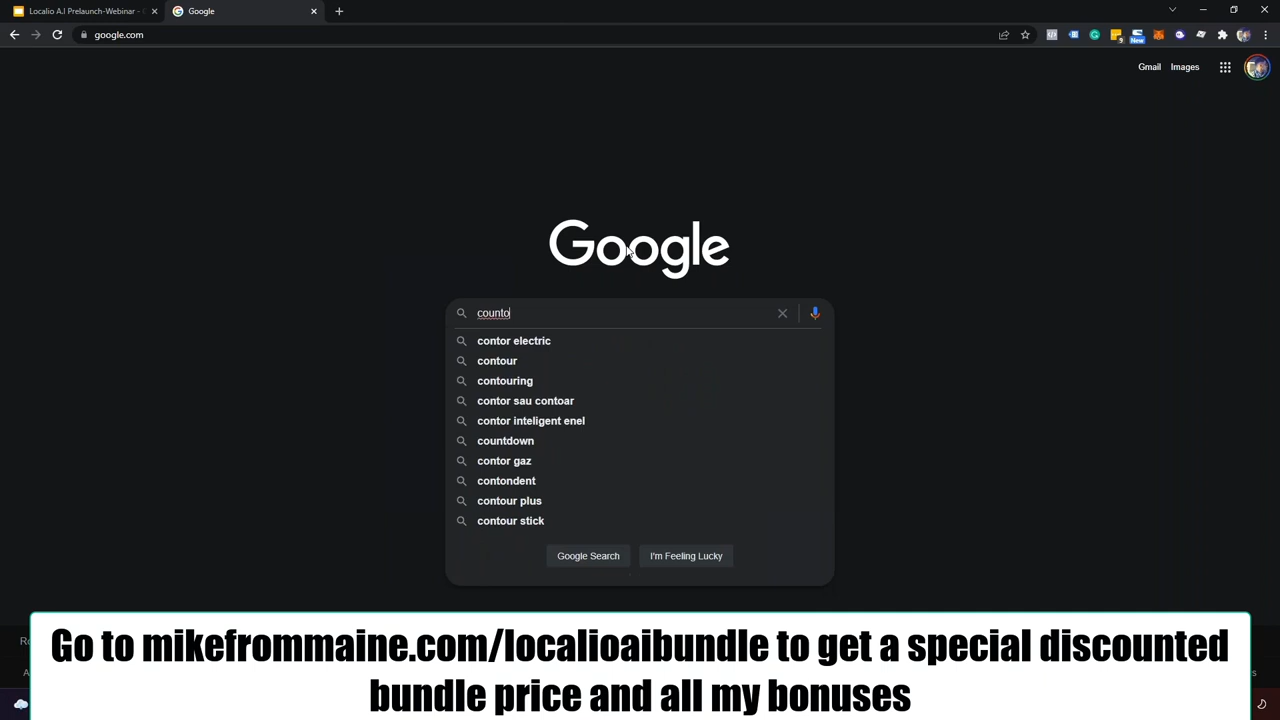 Localio A.I Prelaunch-Webinar -
Google
google.com
New
Gmail
Images
Google
counto
contor electric
contour
contouring
contor sau contoar
contor inteligent enel
countdown
contor gaz
contondent
contour plus
contour stick
Google Search
I'm Feeling Lucky
Go to mikefrommaine.com/localioaibundle to get a special discounted
bundle price and all my bonuses